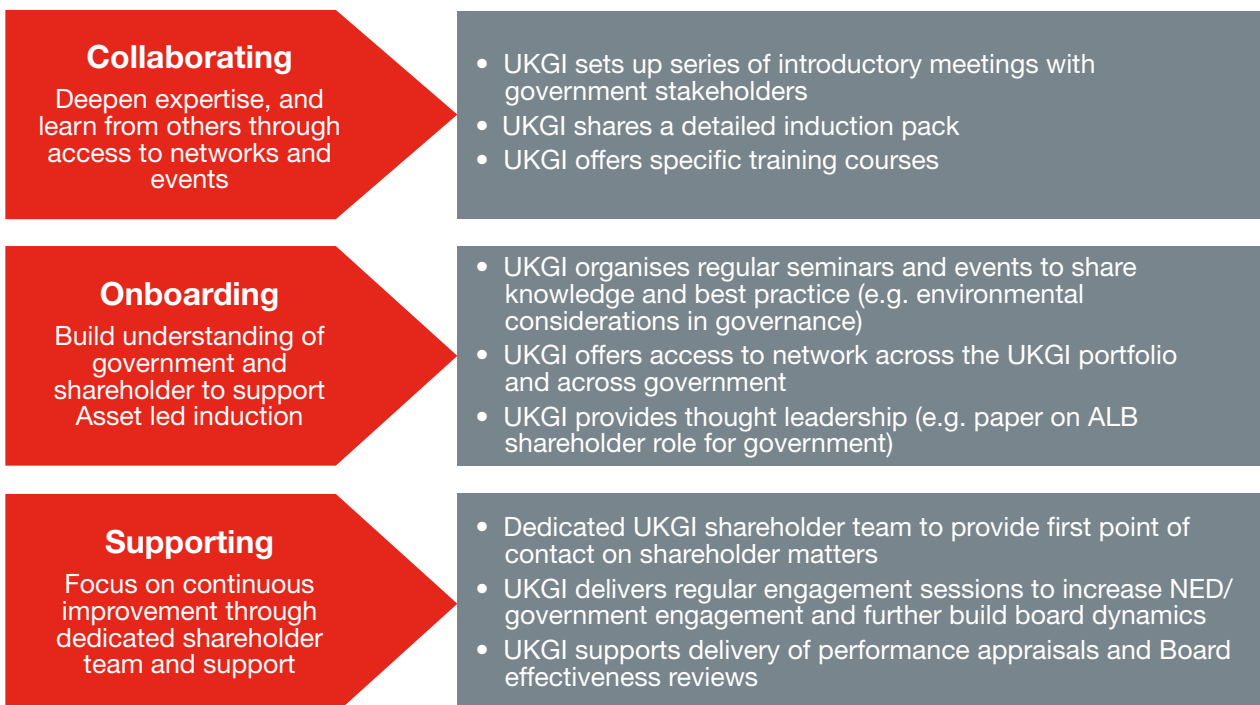 Collaborating
Deepen expertise, and
learn from others through
access to networks and
events
• UKGI sets up series of introductory meetings with
government stakeholders
• UKGI shares a detailed induction pack
• UKGI offers specific training courses
Onboarding
Build understanding of
government and
shareholder to support
Asset led induction
• UKGI organises regular seminars and events to share
knowledge and best practice (e.g. environmental
considerations in governance)
• UKGI offers access to network across the UKGI portfolio
and across government
• UKGI provides thought leadership (e.g. paper on ALB
shareholder role for government)
Supporting
Focus on continuous
improvement through
dedicated shareholder
team and support
• Dedicated UKGI shareholder team to provide first point of
contact on shareholder matters
• UKGI delivers regular engagement sessions to increase NED/
government engagement and further build board dynamics
• UKGI supports delivery of performance appraisals and Board
effectiveness reviews